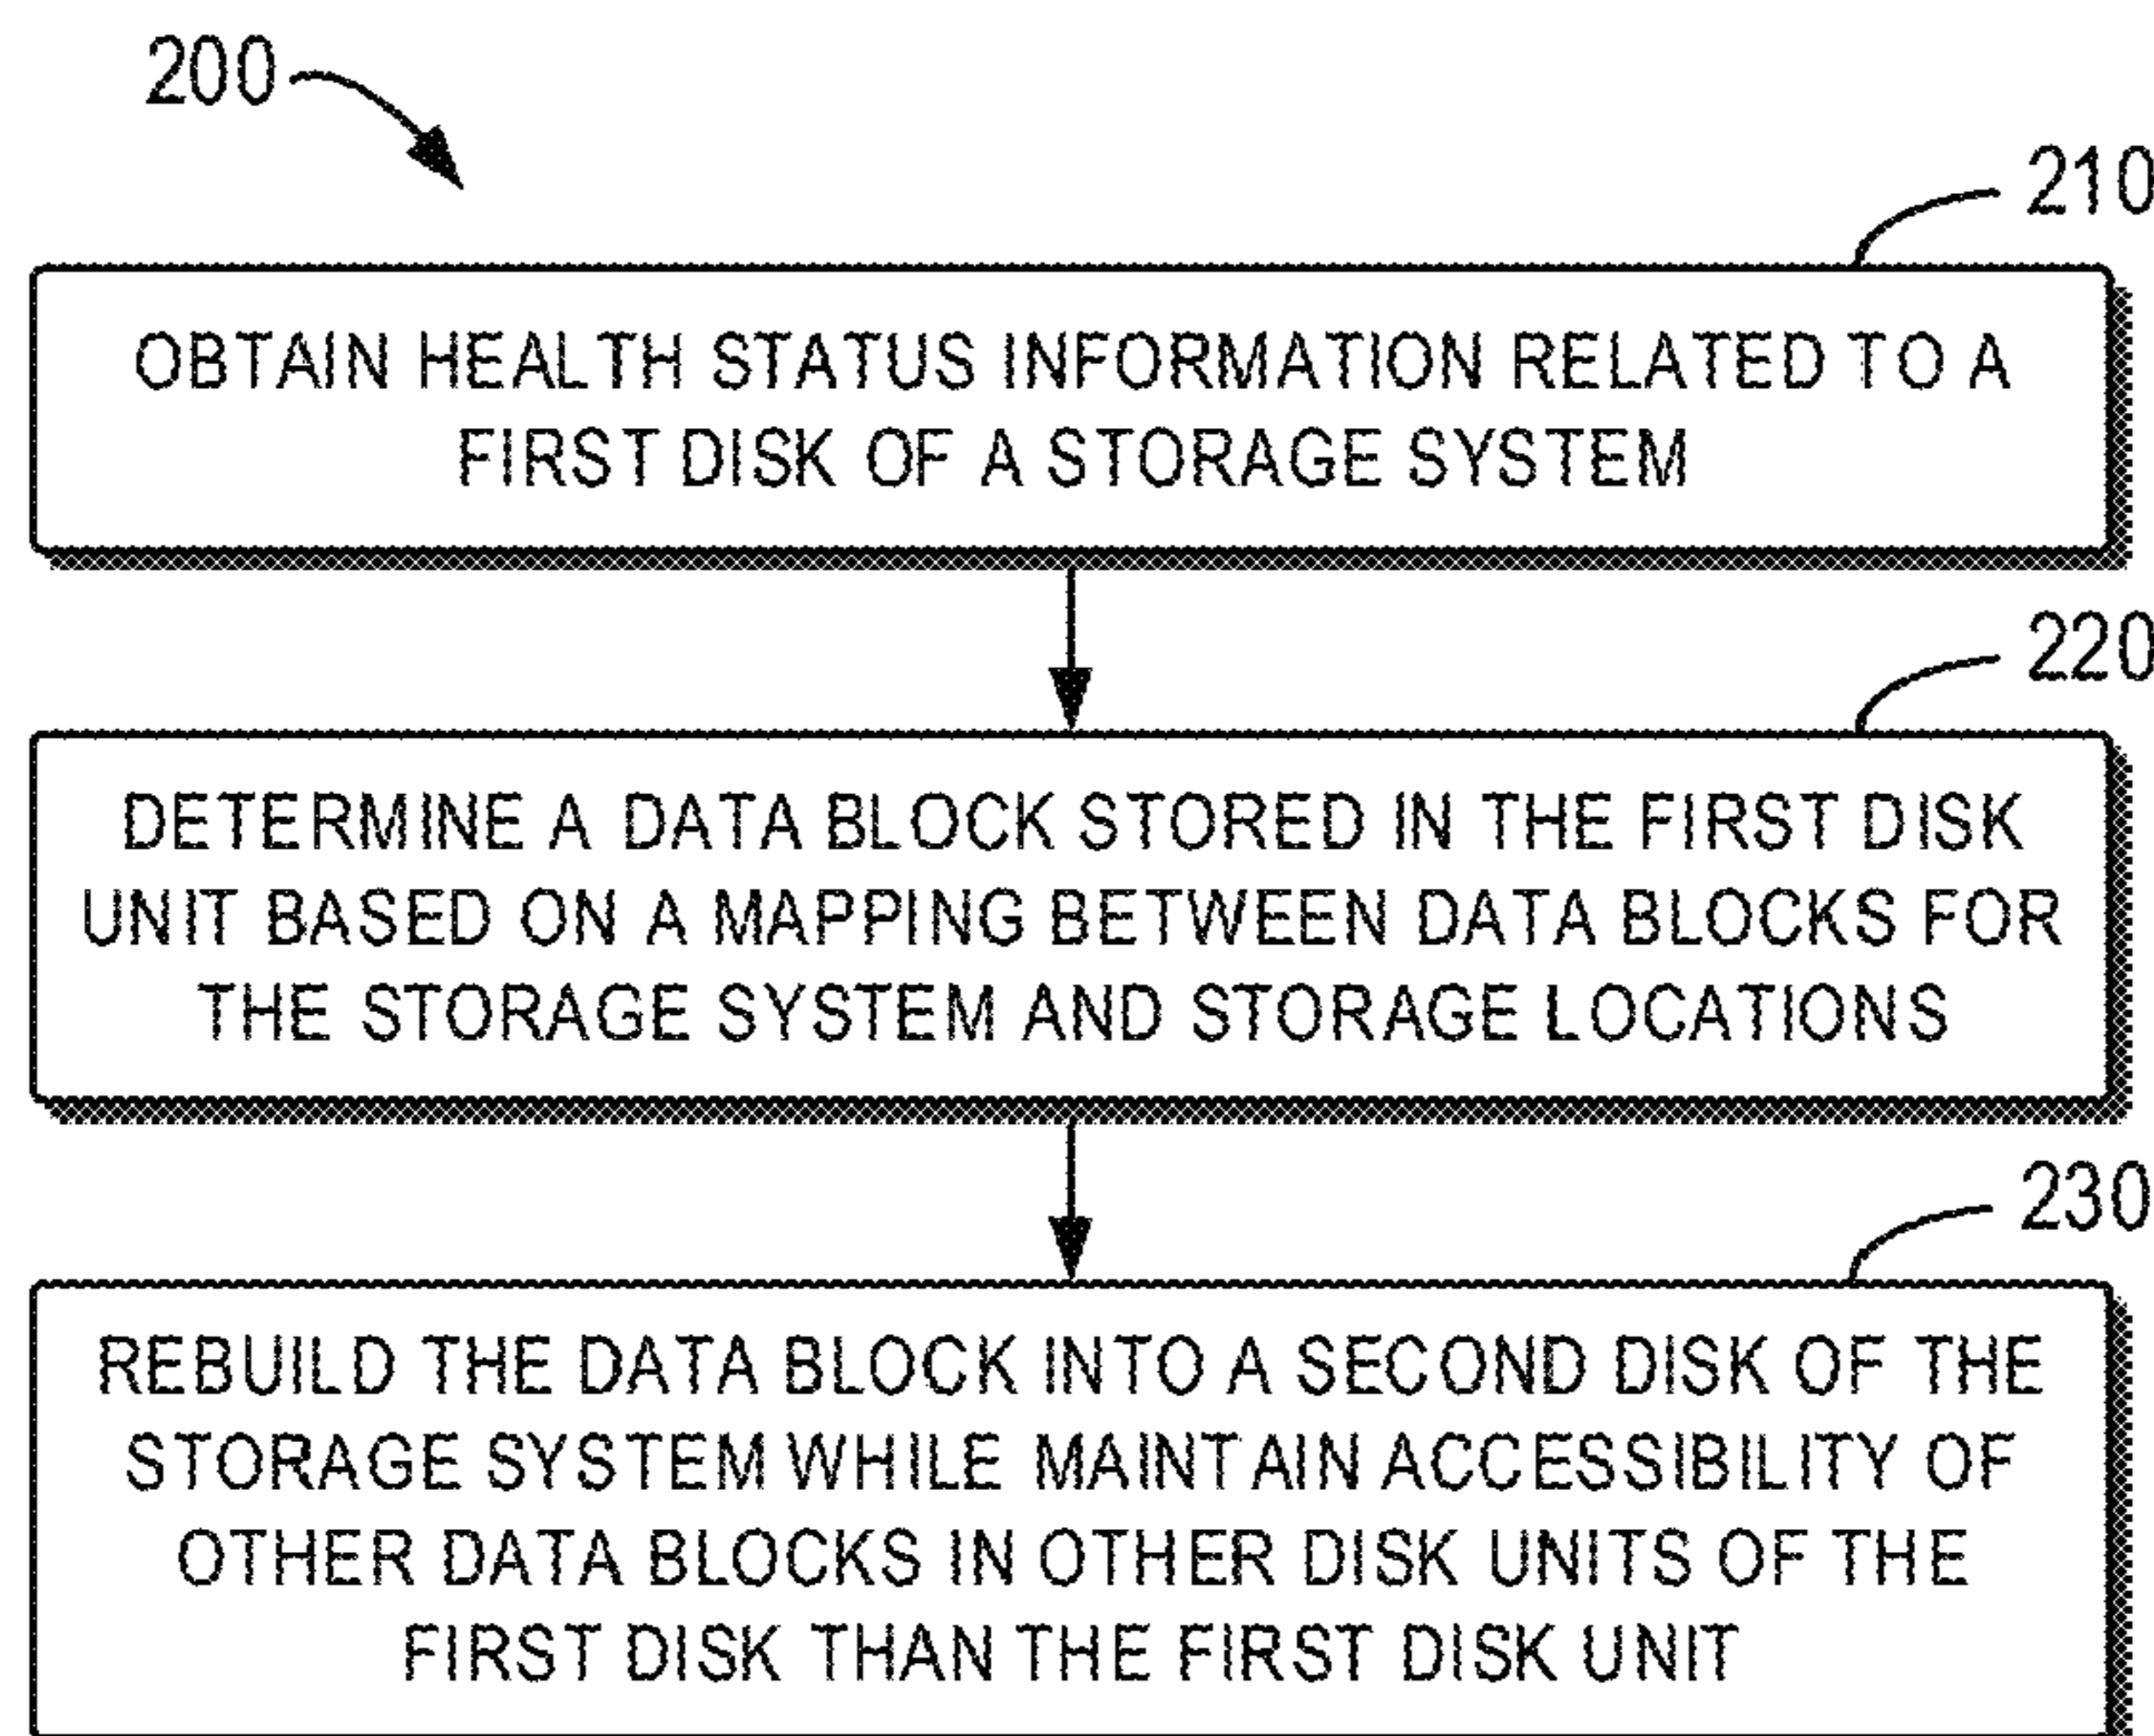 200
210
OBTAIN HEALTH STATUS INFORMATION RELATED TO A
FIRST DISK OF A STORAGE SYSTEM
220
DETERMINE A DATA BLOCK STORED IN THE FIRST DISK
UNIT BASED ON A MAPPING BETWEEN DATA BLOCKS FOR
THE STORAGE SYSTEM AND STORAGE LOCATIONS
230
REBUILD THE DATA BLOCK INTO A SECOND DISK OF THE
STORAGE SYSTEM WHILE MAINTAIN ACCESSIBILITY OF
OTHER DATA BLOCKS IN OTHER DISK UNITS OF THE
FIRST DISK THAN THE FIRST DISK UNIT